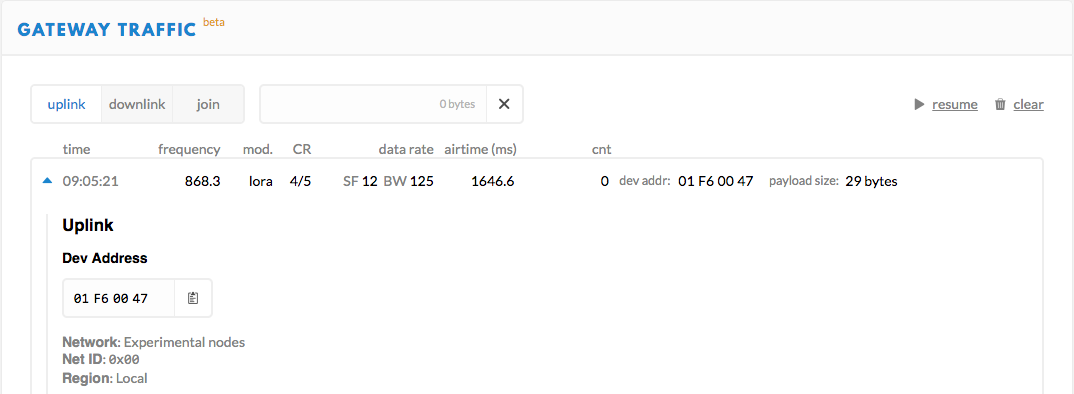 GATEWAY TRAFFIC beta
uplink downlink join 0 bytes resume clear
time frequency mod. CR data rate airtime (ms) cnt
09:05:21 868.3 lora 4/5 SF 12 BW 125 1646.6 0 dev addr: 01 F6 00 47 payload size: 29 bytes
Uplink
Dev Address
01 F6 00 47
Network: Experimental nodes
Net ID: 0x00
Region: Local